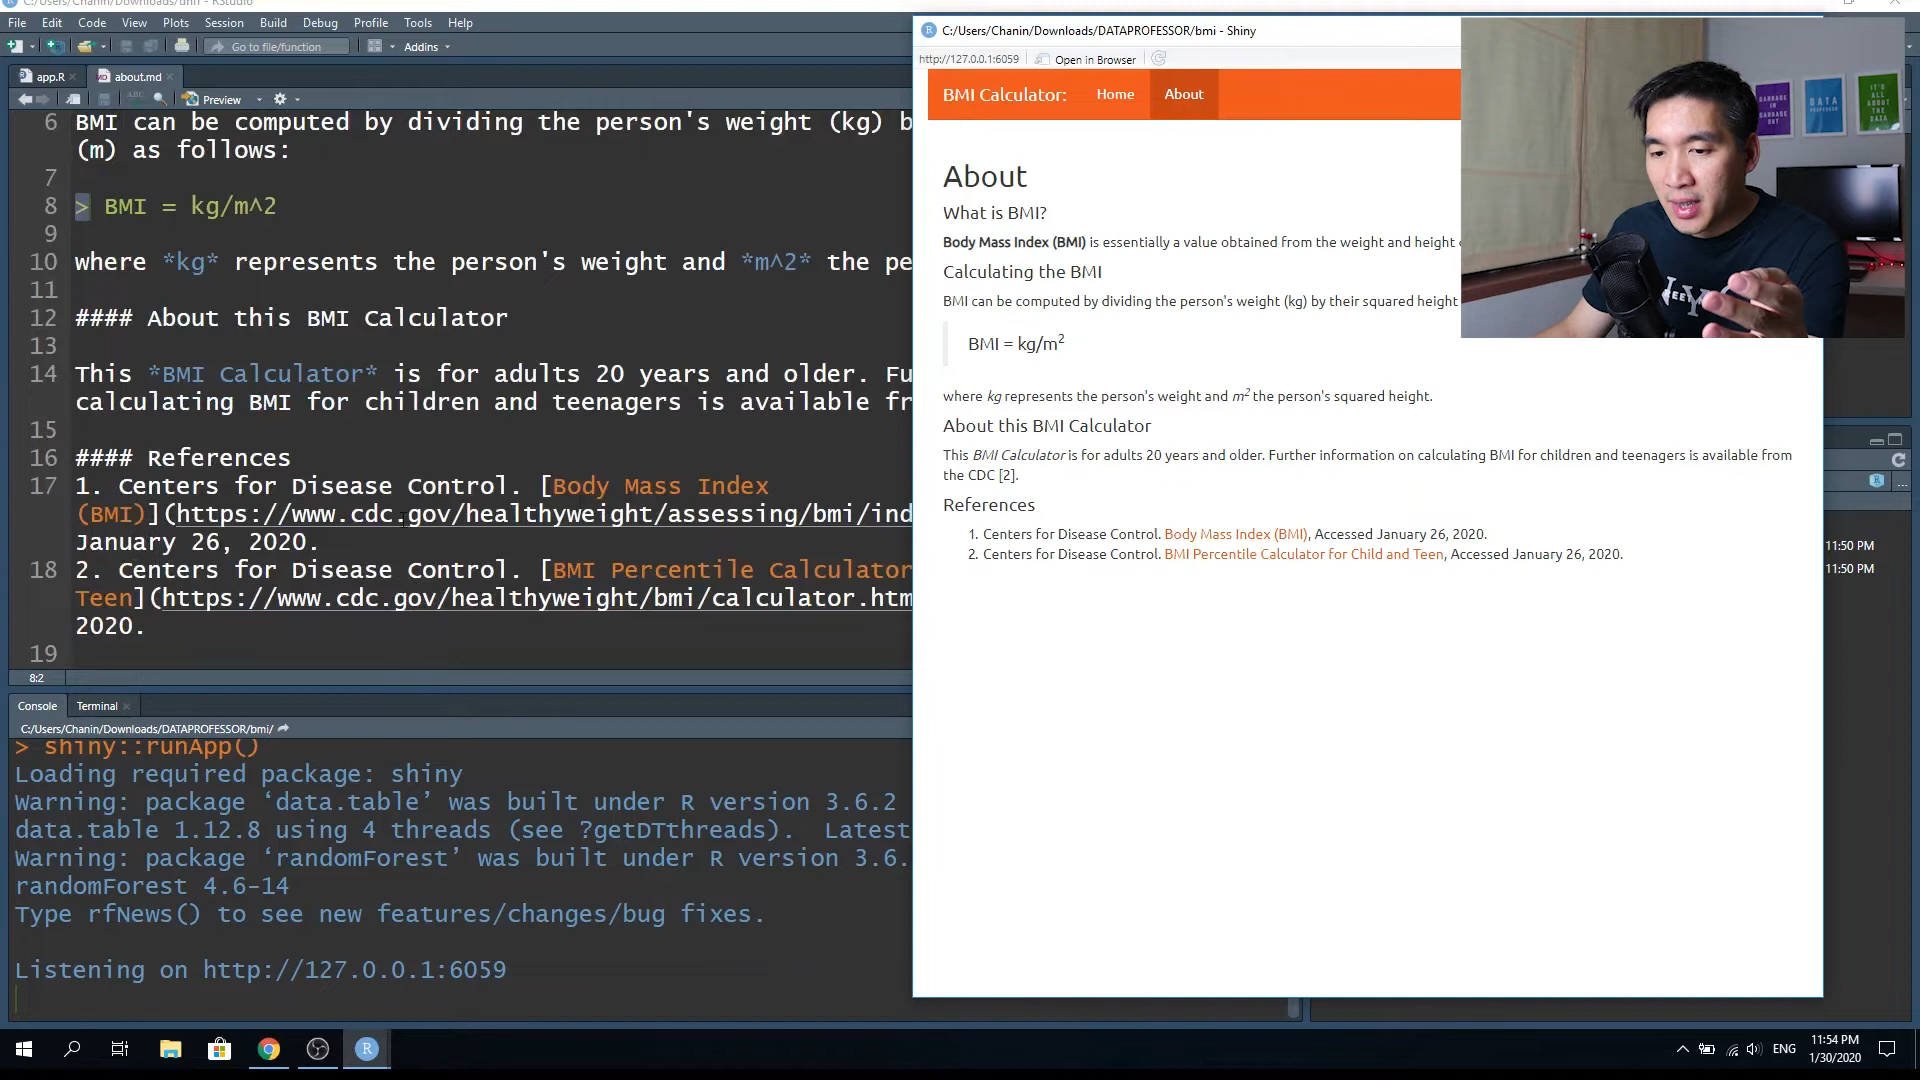 C:/Users/Chanin/Downloads/dhfr - RStudio
File Edit Code View Plots Session Build Debug Profile Tools Help
Go to file/function
Addins
app.R
about.md
ABC
Preview
6 BMI can be computed by dividing the person's weight (kg) b
(m) as follows:
7
8 > BMI = kg/m^2
9
10 where *kg* represents the person's weight and *m^2* the pe
11
12 #### About this BMI Calculator
13
14 This *BMI Calculator* is for adults 20 years and older. Fu
calculating BMI for children and teenagers is available fr
15
16 #### References
17 1. Centers for Disease Control. [Body Mass Index
(BMI)](https://www.cdc.gov/healthyweight/assessing/bmi/ind
January 26, 2020.
18 2. Centers for Disease Control. [BMI Percentile Calculator
Teen](https://www.cdc.gov/healthyweight/bmi/calculator.htm
2020.
19
8:2
Console Terminal
C:/Users/Chanin/Downloads/DATAPROFESSOR/bmi/
> shiny::runApp()
Loading required package: shiny
Warning: package ‘data.table’ was built under R version 3.6.2
data.table 1.12.8 using 4 threads (see ?getDTthreads).  Latest
Warning: package ‘randomForest’ was built under R version 3.6.
randomForest 4.6-14
Type rfNews() to see new features/changes/bug fixes.
Listening on http://127.0.0.1:6059
C:/Users/Chanin/Downloads/DATAPROFESSOR/bmi - Shiny
http://127.0.0.1:6059 Open in Browser
BMI Calculator: Home About
About
What is BMI?
Body Mass Index (BMI) is essentially a value obtained from the weight and height
Calculating the BMI
BMI can be computed by dividing the person's weight (kg) by their squared height
BMI = kg/m²
where kg represents the person's weight and m² the person's squared height.
About this BMI Calculator
This BMI Calculator is for adults 20 years and older. Further information on calculating BMI for children and teenagers is available from
the CDC [2].
References
1. Centers for Disease Control. Body Mass Index (BMI), Accessed January 26, 2020.
2. Centers for Disease Control. BMI Percentile Calculator for Child and Teen, Accessed January 26, 2020.
GARBAGE IN GARBAGE OUT
DATA PROFESSOR
IT'S ALL ABOUT THE DATA
11:50 PM
11:50 PM
ENG
11:54 PM
1/30/2020